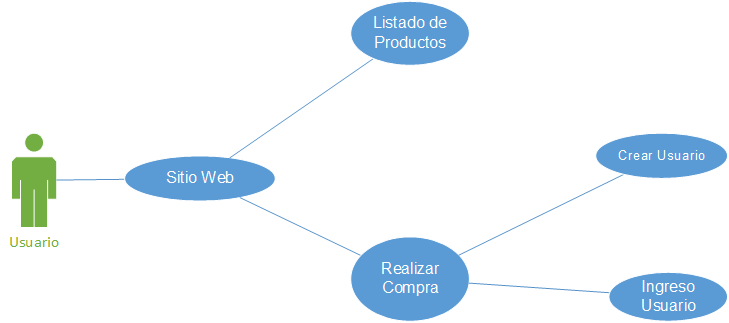 Listado de
Productos
Crear Usuario
Sitio Web
Usuario
Realizar
Compra
Ingreso
Usuario